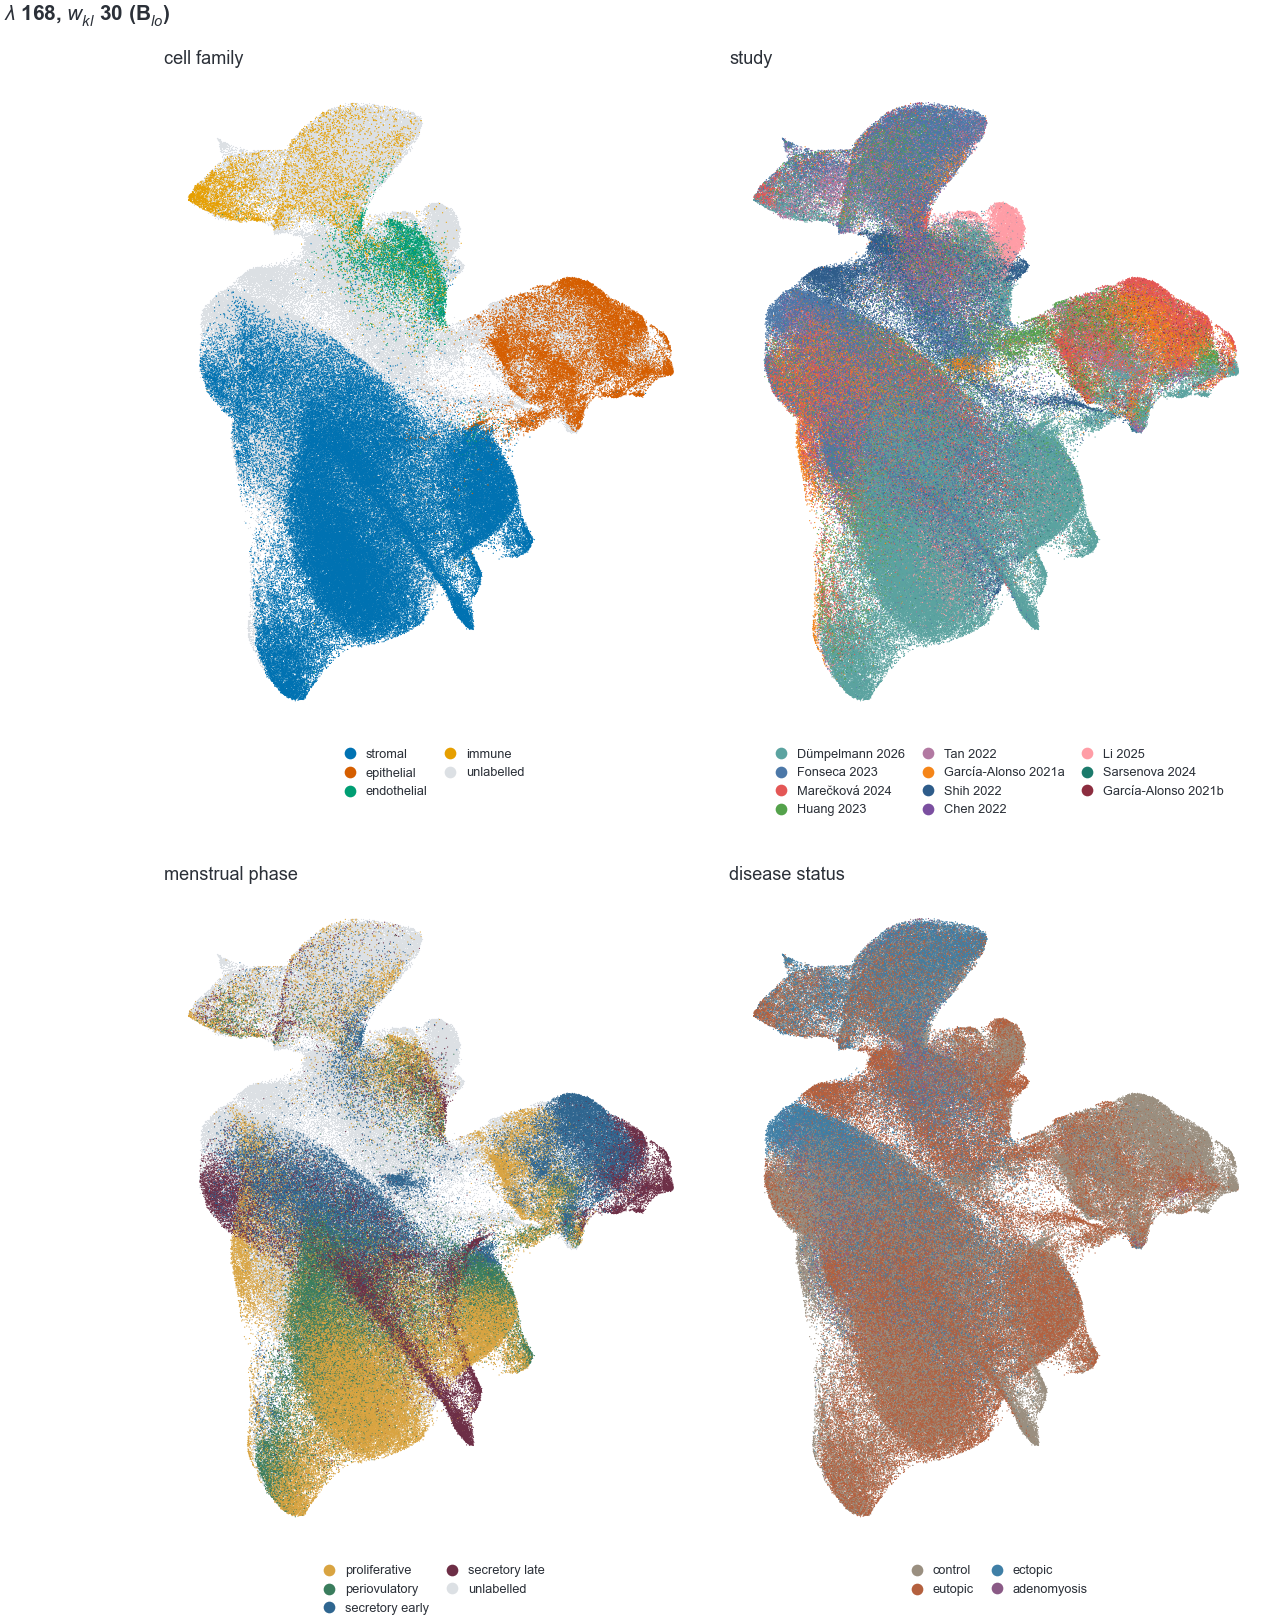 λ 168, w_kl 30 (B_lo)
cell family
study
stromal
epithelial
endothelial
immune
unlabelled
Dümpelmann 2026
Fonseca 2023
Marečková 2024
Huang 2023
Tan 2022
García-Alonso 2021a
Shih 2022
Chen 2022
Li 2025
Sarsenova 2024
García-Alonso 2021b
menstrual phase
disease status
proliferative
periovulatory
secretory early
secretory late
unlabelled
control
eutopic
ectopic
adenomyosis